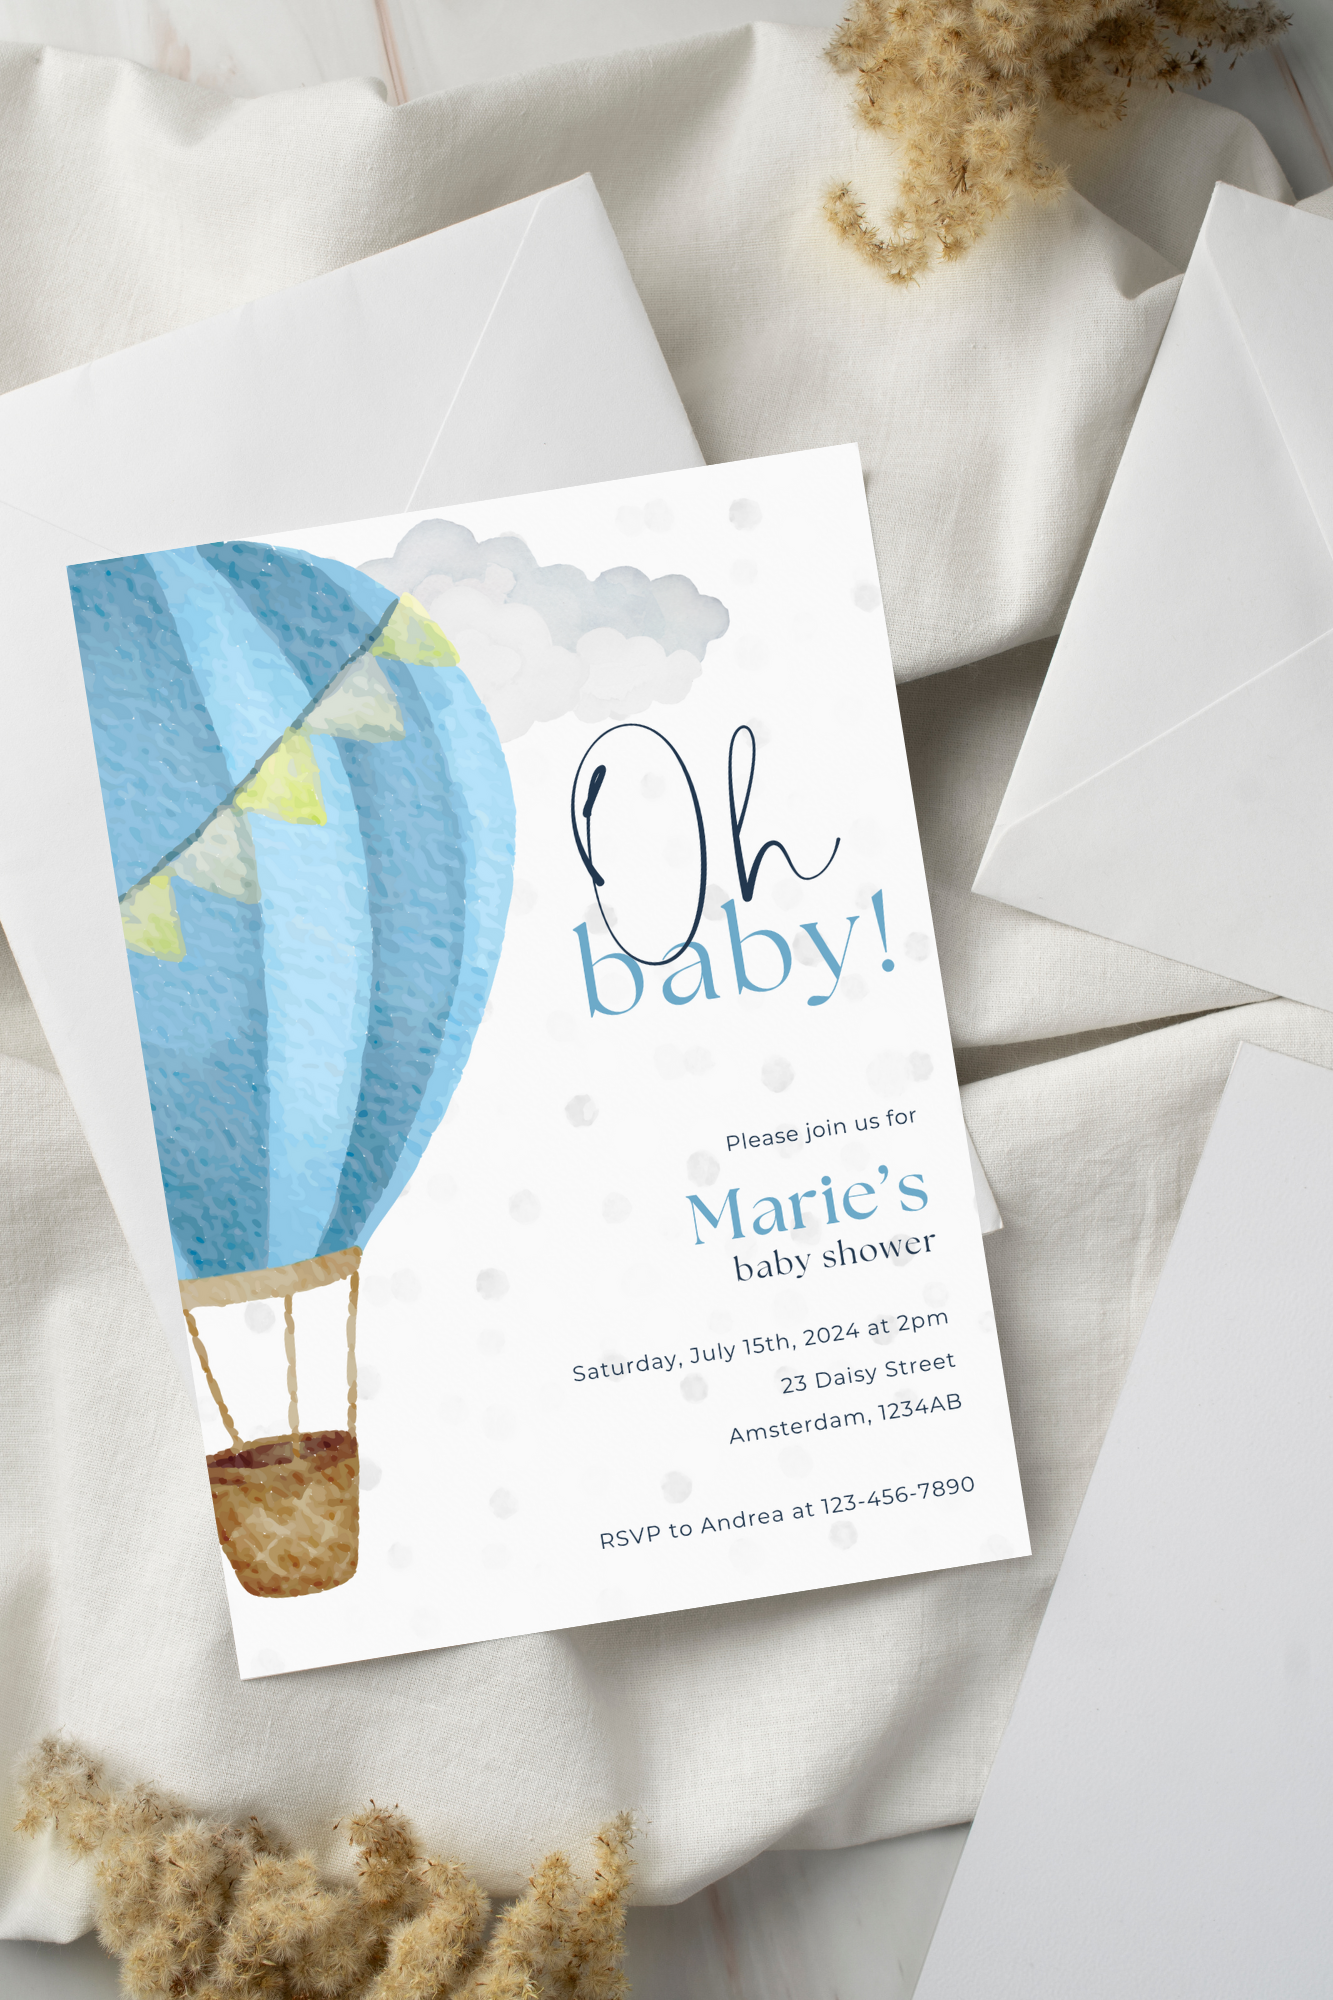 Oh
baby!
Please join us for
Marie's
baby shower
Saturday, July 15th, 2024 at 2pm
23 Daisy Street
Amsterdam, 1234AB
RSVP to Andrea at 123-456-7890